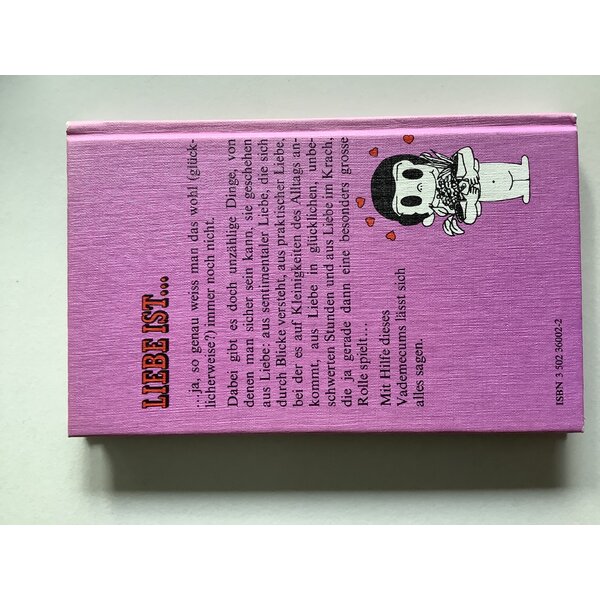 LIEBE IST...
...ja, so genau weiss man das wohl (glück-
licherweise?) immer noch nicht.
Dabei gibt es doch unzählige Dinge, von
denen man sicher sein kann, sie geschehen
aus Liebe: aus sentimentaler Liebe, die sich
durch Blicke versteht, aus praktischer Liebe,
bei der es auf Kleinigkeiten des Alltags an-
kommt, aus Liebe in glücklichen, unbe-
schwerten Stunden und aus Liebe im Krach,
die ja gerade dann eine besonders grosse
Rolle spielt...
Mit Hilfe dieses
Vademecums lässt sich
alles sagen.
ISBN 3 502 36002-2